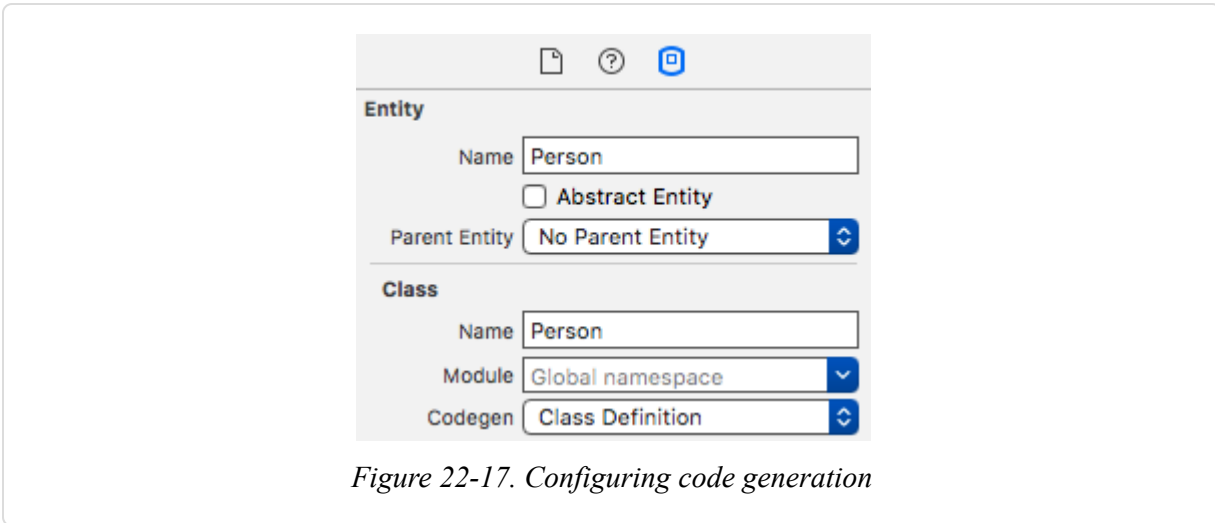 Entity
Name Person
Abstract Entity
Parent Entity No Parent Entity
Class
Name Person
Module Global namespace
Codegen Class Definition
Figure 22-17. Configuring code generation